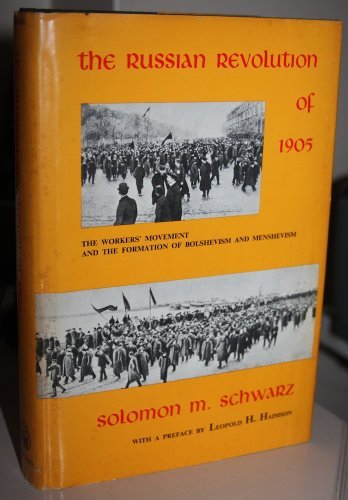 the Russian Revolution
of
1905
The Workers' Movement
and the Formation of Bolshevism and Menshevism
Solomon M. Schwarz
with a preface by Leopold H. Haimson